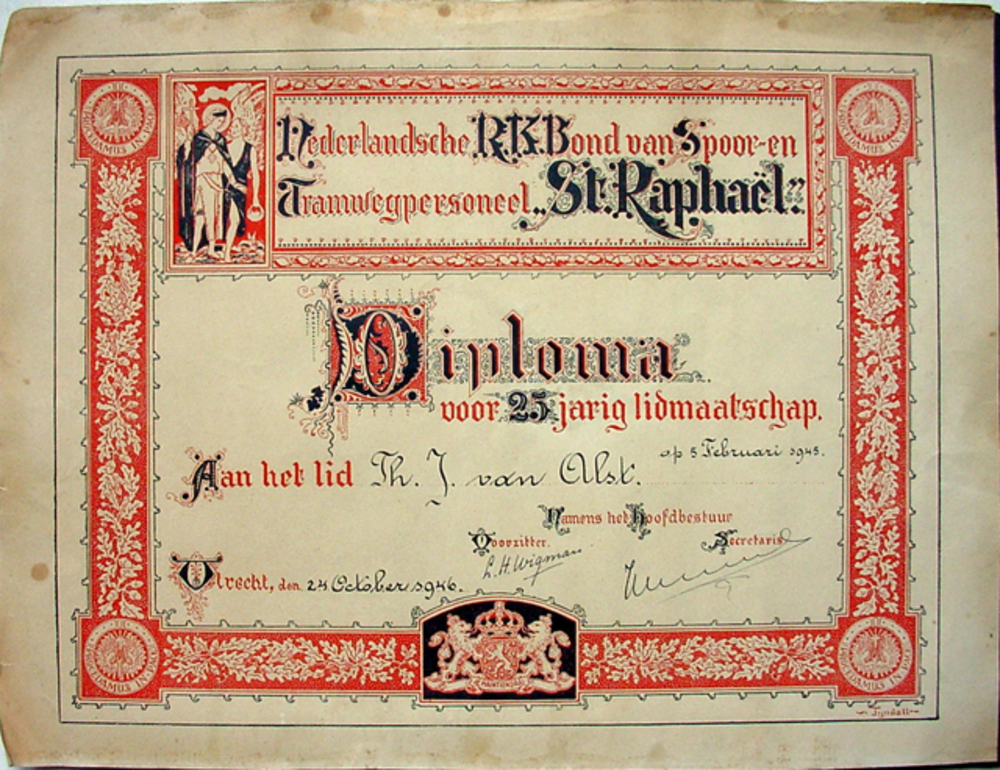 Nederlandsche R.K. Bond van Spoor- en
Tramwegpersoneel „St. Raphaël".
Diploma
voor 25 jarig lidmaatschap.
op 5 Februari 1945.
Aan het lid Th. J. van Alst.
Namens het Hoofdbestuur
Voorzitter. Secretaris
L. H. Wigman
Utrecht, den 24 October 1946.